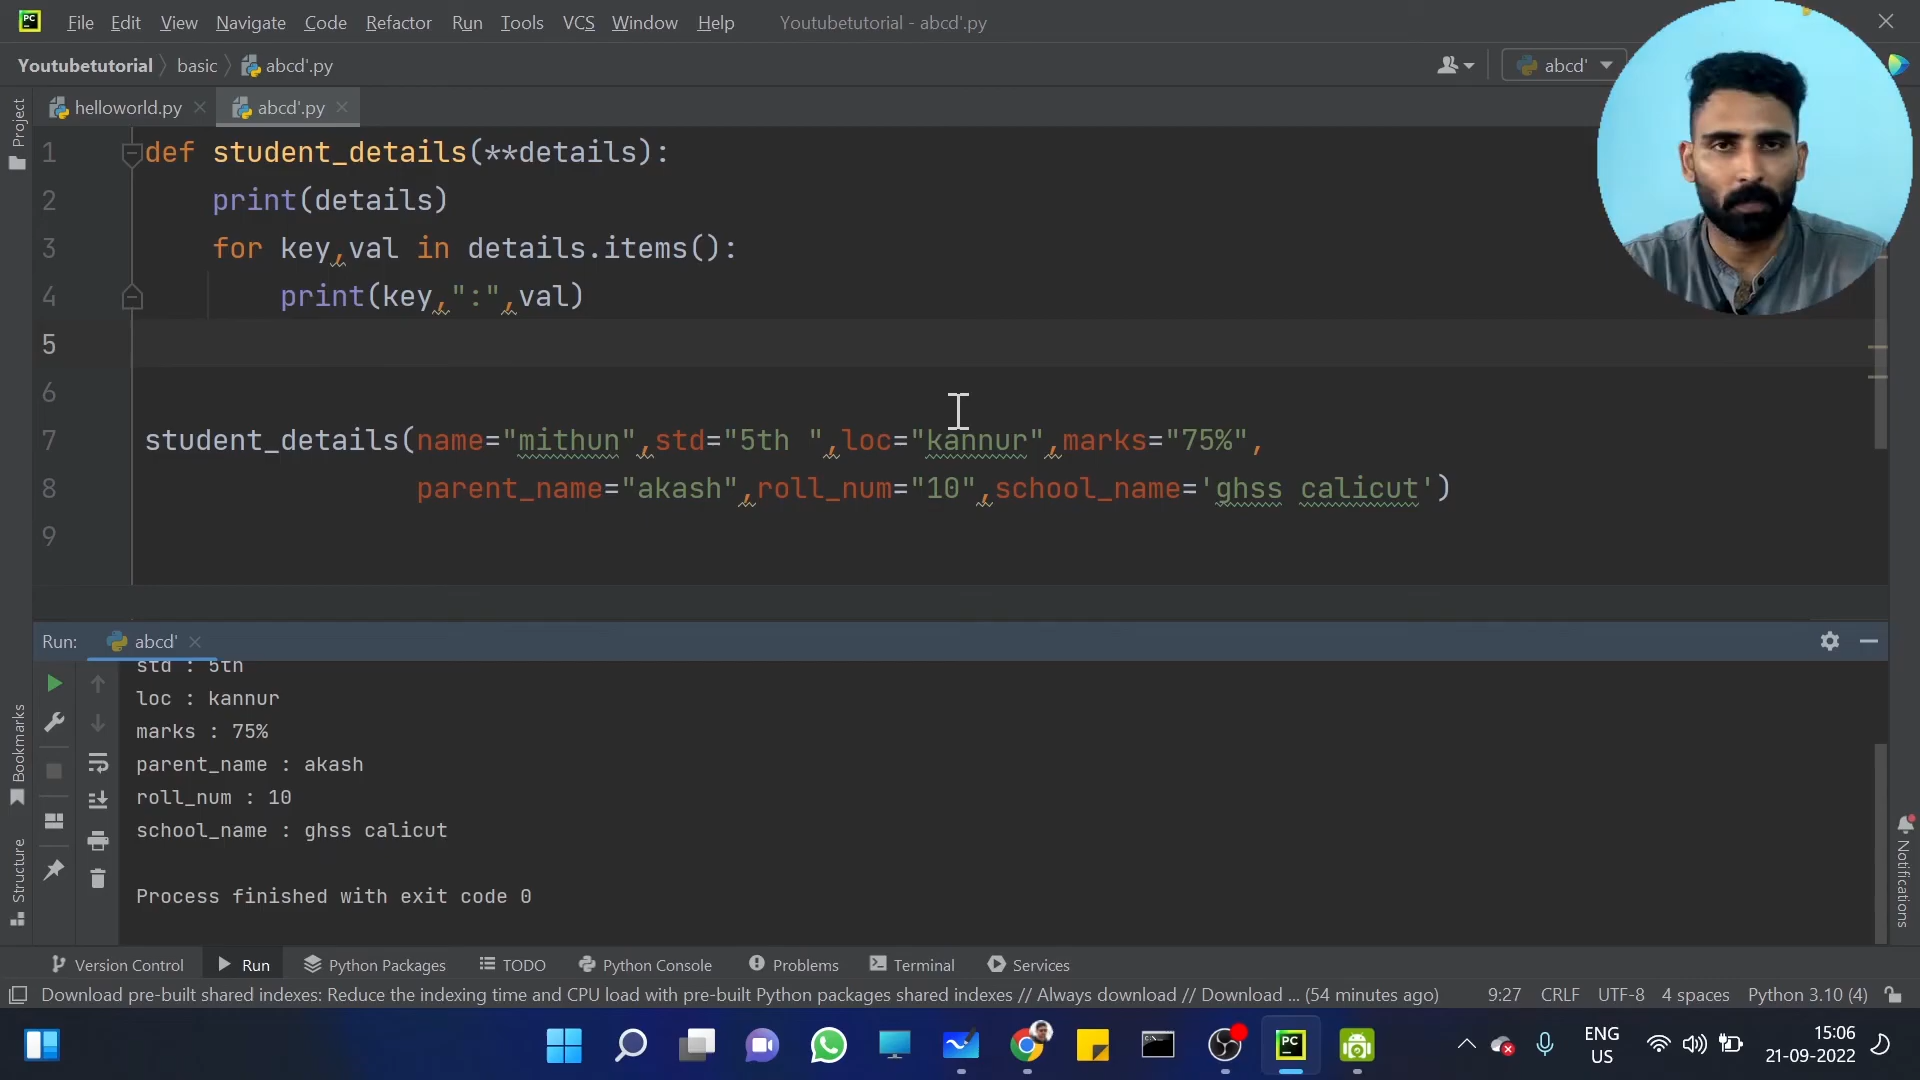 File Edit View Navigate Code Refactor Run Tools VCS Window Help Youtubetutorial - abcd'.py
Youtubetutorial basic abcd'.py abcd'
helloworld.py abcd'.py
Project
1 def student_details(**details):
2 print(details)
3 for key,val in details.items():
4 print(key,":",val)
5
6
7 student_details(name="mithun",std="5th ",loc="kannur",marks="75%",
8 parent_name="akash",roll_num="10",school_name='ghss calicut')
9
Run: abcd'
std : 5th
loc : kannur
marks : 75%
parent_name : akash
roll_num : 10
school_name : ghss calicut
Process finished with exit code 0
Bookmarks
Structure
Notifications
Version Control Run Python Packages TODO Python Console Problems Terminal Services
Download pre-built shared indexes: Reduce the indexing time and CPU load with pre-built Python packages shared indexes // Always download // Download ... (54 minutes ago) 9:27 CRLF UTF-8 4 spaces Python 3.10 (4)
PC
ENG
US
15:06
21-09-2022